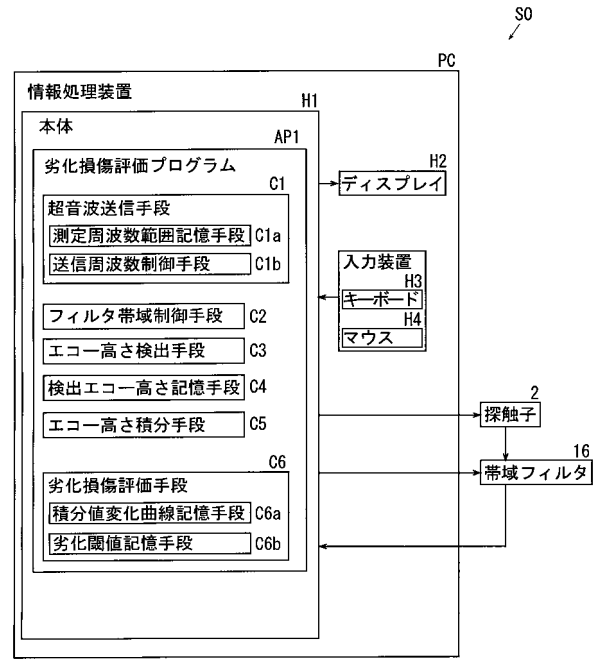 S0
PC
情報処理装置
H1
本体
AP1
劣化損傷評価プログラム
C1
超音波送信手段
測定周波数範囲記憶手段 C1a
送信周波数制御手段 C1b
フィルタ帯域制御手段 C2
エコー高さ検出手段 C3
検出エコー高さ記憶手段 C4
エコー高さ積分手段 C5
C6
劣化損傷評価手段
積分値変化曲線記憶手段 C6a
劣化閾値記憶手段 C6b
H2
ディスプレイ
入力装置
H3
キーボード
H4
マウス
2
探触子
16
帯域フィルタ